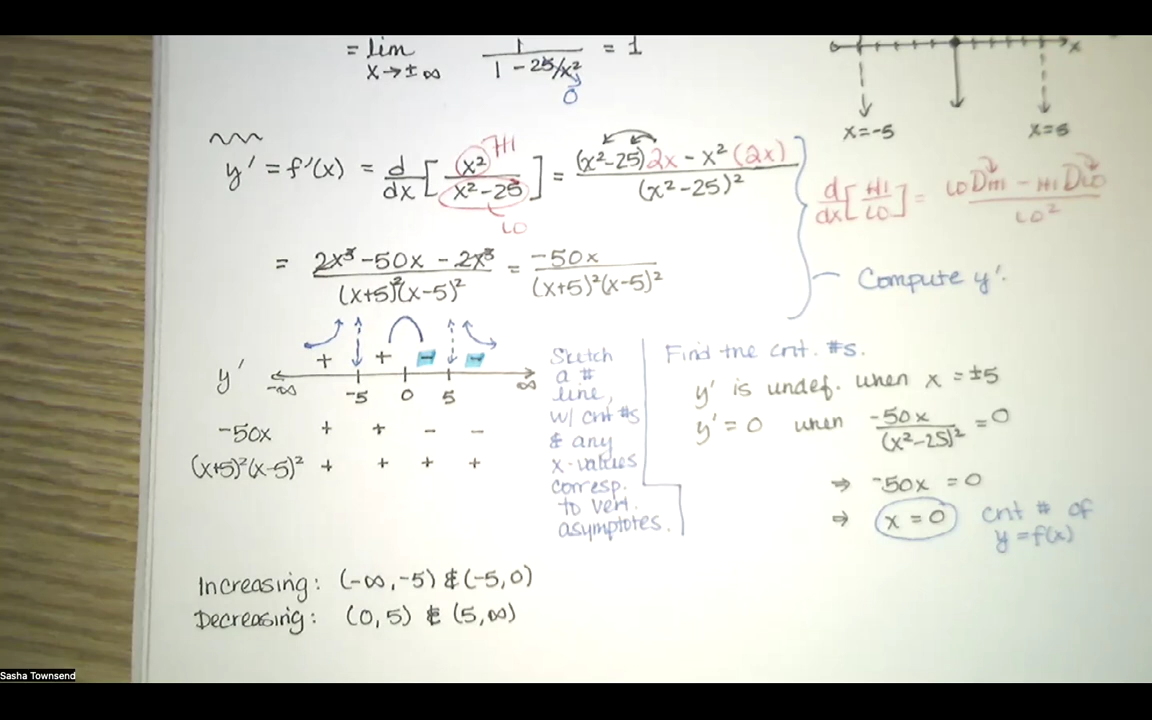 = lim 1 / (1 - 25/x²) = 1
x→±∞
0
x
x=-5 x=5
y' = f'(x) = d/dx [ x² / (x²-25) ] = ((x²-25)2x - x²(2x)) / (x²-25)²
HI
LO
d/dx [HI/LO] = (LO DHI - HI DLO) / LO²
= (2x³ - 50x - 2x³) / ((x+5)²(x-5)²) = -50x / ((x+5)²(x-5)²)
Compute y'.
y' + + - -
-∞ -5 0 5 ∞
-50x + + - -
(x+5)²(x-5)² + + + +
Sketch
a #
line,
w/ crit #s
& any
x-values
corresp.
to vert.
asymptotes.
Find the crit. #s.
y' is undef. when x = ±5
y' = 0 when -50x / (x²-25)² = 0
⇒ -50x = 0
⇒ x = 0 crit # of
y = f(x)
Increasing: (-∞,-5) & (-5,0)
Decreasing: (0,5) & (5,∞)
Sasha Townsend